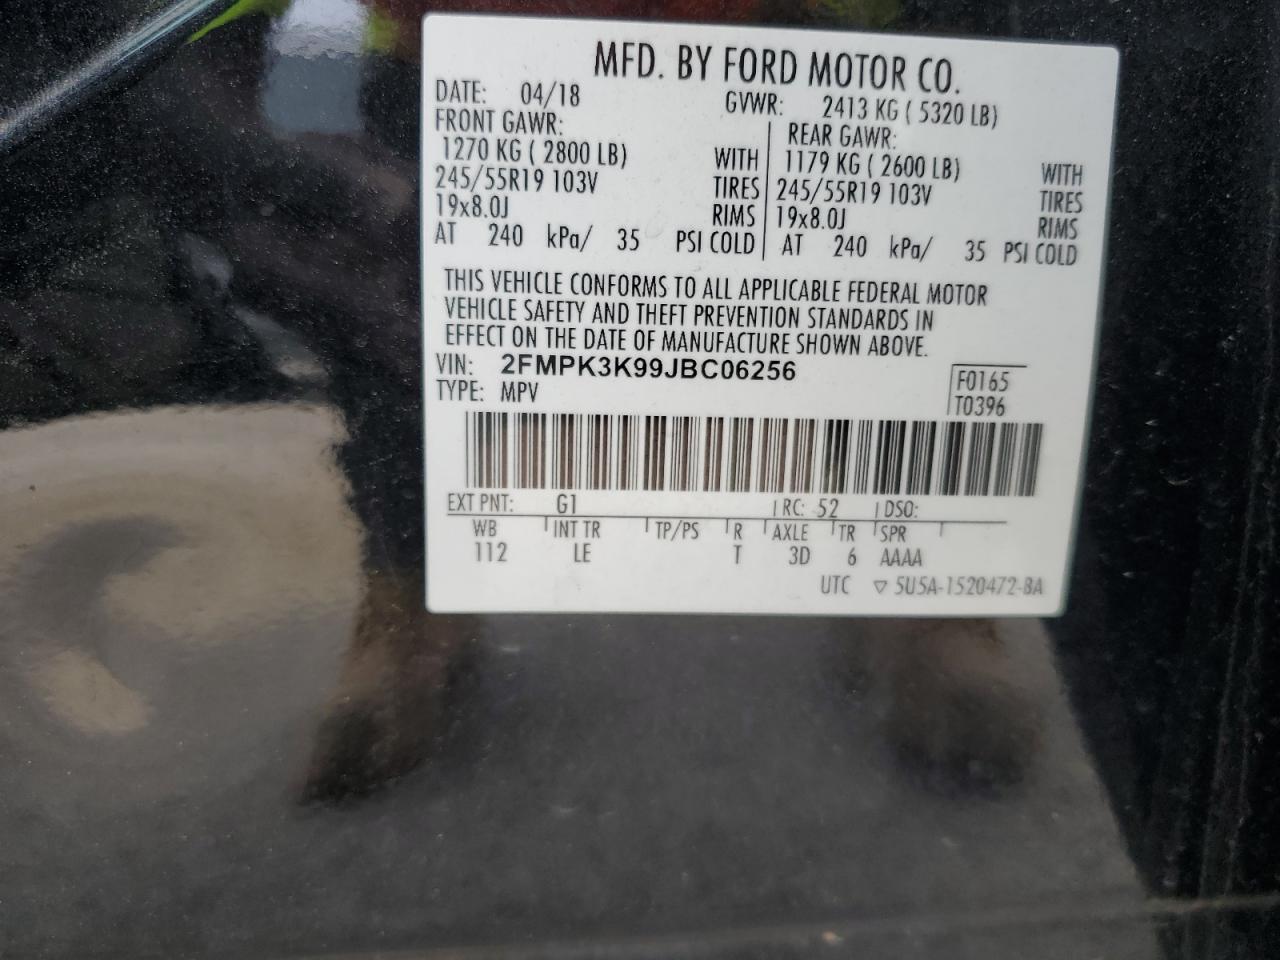 MFD. BY FORD MOTOR CO.
DATE: 04/18 GVWR: 2413 KG ( 5320 LB)
FRONT GAWR: REAR GAWR:
1270 KG ( 2800 LB) WITH 1179 KG ( 2600 LB) WITH
245/55R19 103V TIRES 245/55R19 103V TIRES
19x8.0J RIMS 19x8.0J RIMS
AT 240 kPa/ 35 PSI COLD AT 240 kPa/ 35 PSI COLD
THIS VEHICLE CONFORMS TO ALL APPLICABLE FEDERAL MOTOR
VEHICLE SAFETY AND THEFT PREVENTION STANDARDS IN
EFFECT ON THE DATE OF MANUFACTURE SHOWN ABOVE.
VIN: 2FMPK3K99JBC06256
TYPE: MPV
F0165
T0396
EXT PNT: G1 RC: 52 DSO:
WB INT TR TP/PS R AXLE TR SPR
112 LE T 3D 6 AAAA
UTC ▽ 5U5A-1520472-BA